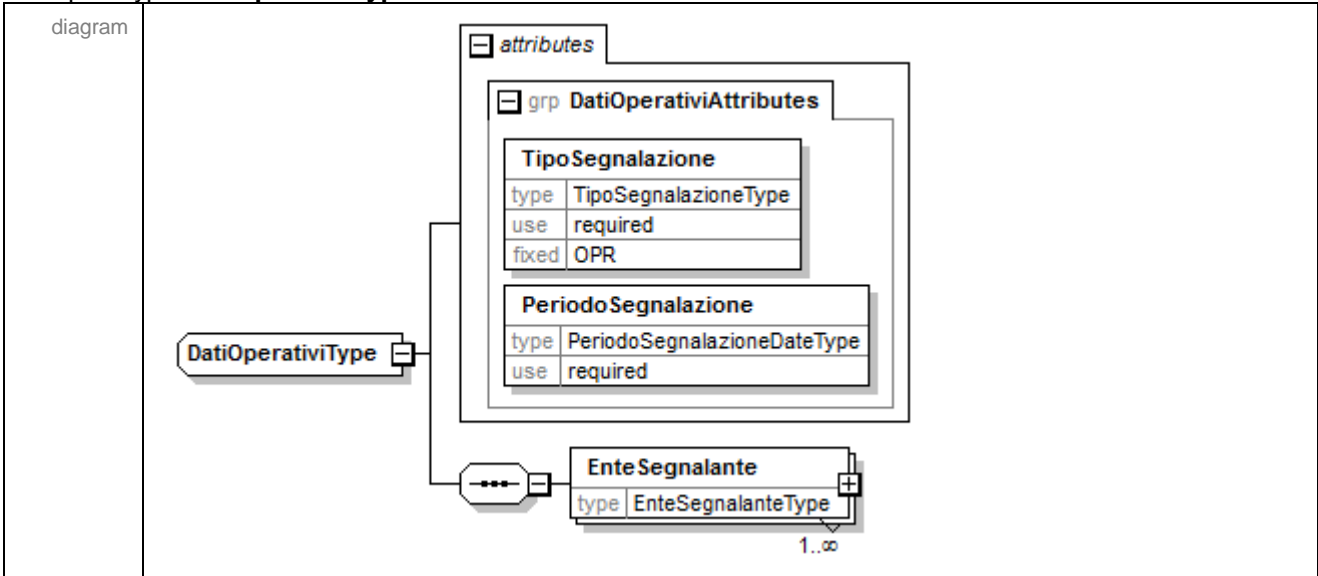 diagram
attributes
grp DatiOperativiAttributes
TipoSegnalazione
type TipoSegnalazioneType
use required
fixed OPR
PeriodoSegnalazione
type PeriodoSegnalazioneDateType
use required
DatiOperativiType
EnteSegnalante
type EnteSegnalanteType
1..∞